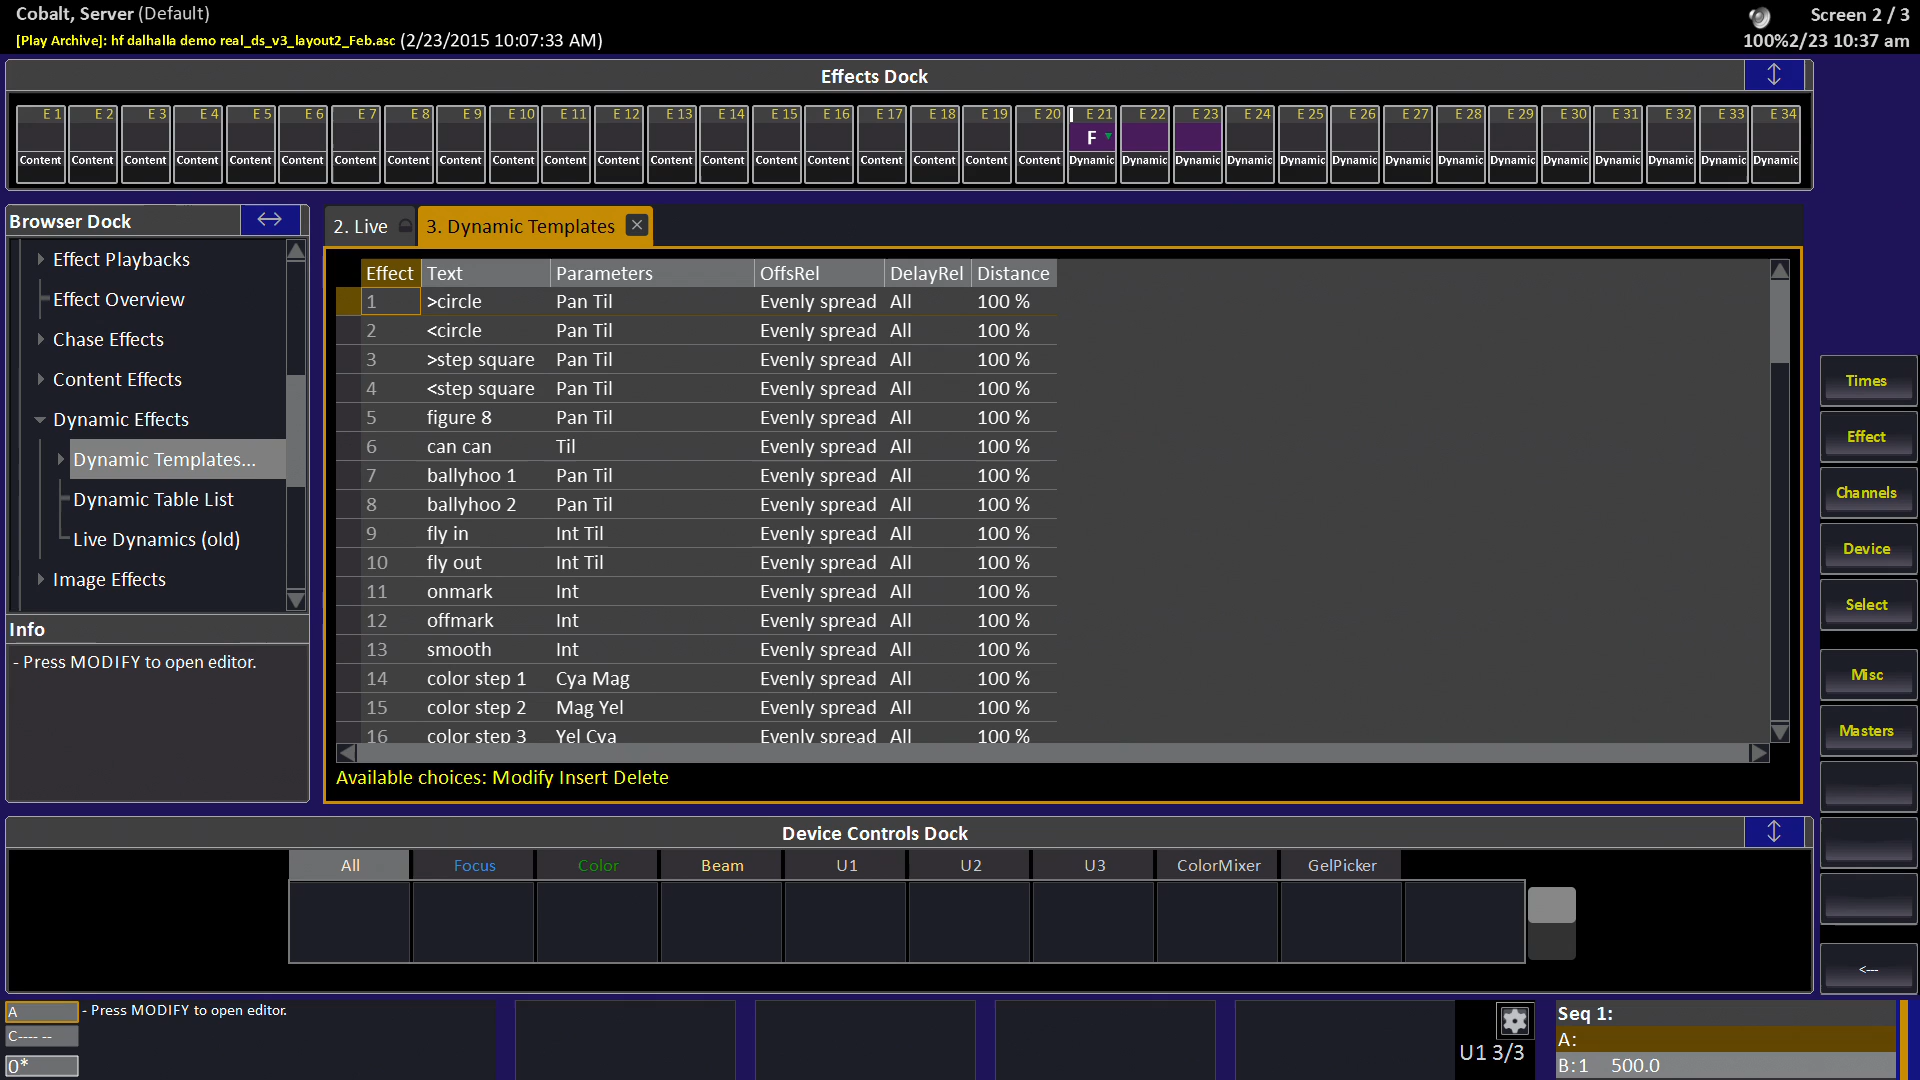 Cobalt, Server (Default)
Screen 2 / 3
[Play Archive]: hf dalhalla demo real_ds_v3_layout2_Feb.asc (2/23/2015 10:07:33 AM)
100%2/23 10:37 am
Effects Dock
E 1 E 2 E 3 E 4 E 5 E 6 E 7 E 8 E 9 E 10 E 11 E 12 E 13 E 14 E 15 E 16 E 17 E 18 E 19 E 20 E 21 E 22 E 23 E 24 E 25 E 26 E 27 E 28 E 29 E 30 E 31 E 32 E 33 E 34
F
Content Content Content Content Content Content Content Content Content Content Content Content Content Content Content Content Content Content Content Content Dynamic Dynamic Dynamic Dynamic Dynamic Dynamic Dynamic Dynamic Dynamic Dynamic Dynamic Dynamic Dynamic Dynamic
Browser Dock
Effect Playbacks
Effect Overview
Chase Effects
Content Effects
Dynamic Effects
Dynamic Templates...
Dynamic Table List
Live Dynamics (old)
Image Effects
Info
- Press MODIFY to open editor.
2. Live
3. Dynamic Templates
Effect Text Parameters OffsRel DelayRel Distance
1 >circle Pan Til Evenly spread All 100 %
2 <circle Pan Til Evenly spread All 100 %
3 >step square Pan Til Evenly spread All 100 %
4 <step square Pan Til Evenly spread All 100 %
5 figure 8 Pan Til Evenly spread All 100 %
6 can can Til Evenly spread All 100 %
7 ballyhoo 1 Pan Til Evenly spread All 100 %
8 ballyhoo 2 Pan Til Evenly spread All 100 %
9 fly in Int Til Evenly spread All 100 %
10 fly out Int Til Evenly spread All 100 %
11 onmark Int Evenly spread All 100 %
12 offmark Int Evenly spread All 100 %
13 smooth Int Evenly spread All 100 %
14 color step 1 Cya Mag Evenly spread All 100 %
15 color step 2 Mag Yel Evenly spread All 100 %
16 color step 3 Yel Cya Evenly spread All 100 %
Available choices: Modify Insert Delete
Times
Effect
Channels
Device
Select
Misc
Masters
<---
Device Controls Dock
All Focus Color Beam U1 U2 U3 ColorMixer GelPicker
A
- Press MODIFY to open editor.
C---- --
0*
U1 3/3
Seq 1:
A:
B:1 500.0